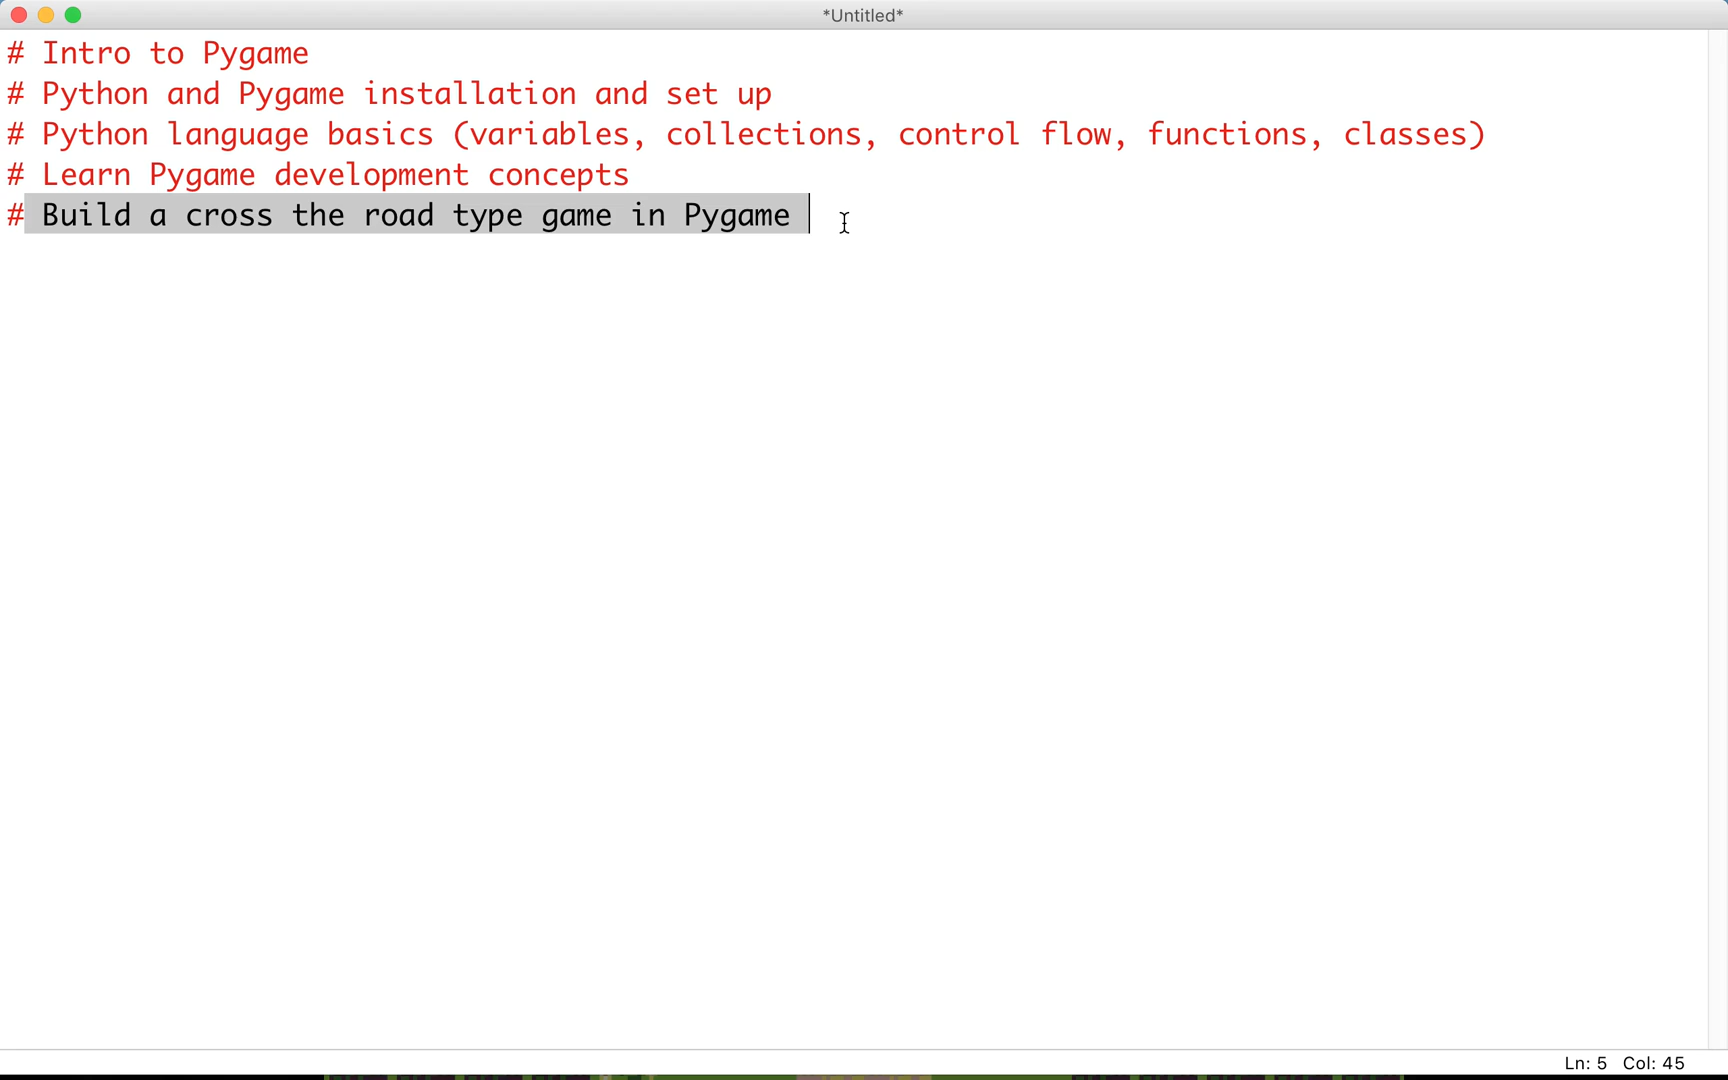 *Untitled*
# Intro to Pygame
# Python and Pygame installation and set up
# Python language basics (variables, collections, control flow, functions, classes)
# Learn Pygame development concepts
# Build a cross the road type game in Pygame
Ln: 5 Col: 45